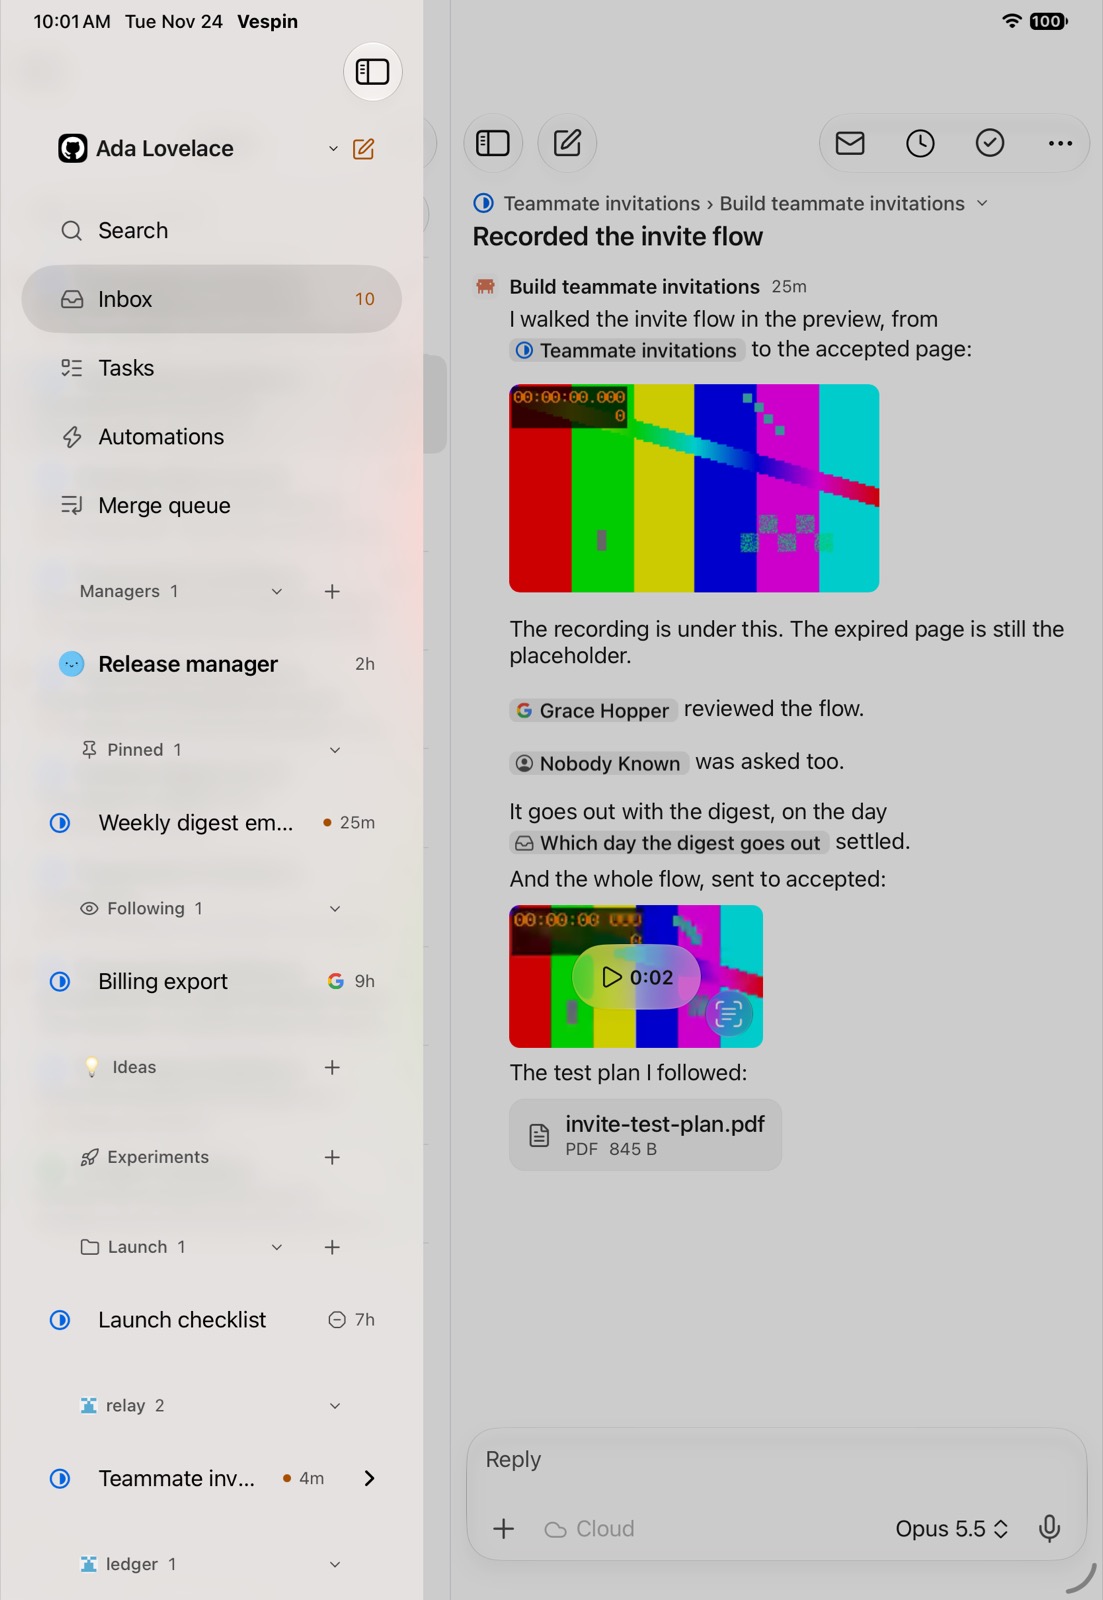 10:01 AM Tue Nov 24 Vespin
100
Ada Lovelace
Search
Inbox 10
Tasks
Automations
Merge queue
Managers 1
Release manager 2h
Pinned 1
Weekly digest em... 25m
Following 1
Billing export 9h
Ideas
Experiments
Launch 1
Launch checklist 7h
relay 2
Teammate inv... 4m
ledger 1
Teammate invitations › Build teammate invitations
Recorded the invite flow
Build teammate invitations 25m
I walked the invite flow in the preview, from
Teammate invitations to the accepted page:
00:00:00.000
0
The recording is under this. The expired page is still the
placeholder.
Grace Hopper reviewed the flow.
Nobody Known was asked too.
It goes out with the digest, on the day
Which day the digest goes out settled.
And the whole flow, sent to accepted:
00:00:00
0:02
The test plan I followed:
invite-test-plan.pdf
PDF 845 B
Reply
Cloud
Opus 5.5